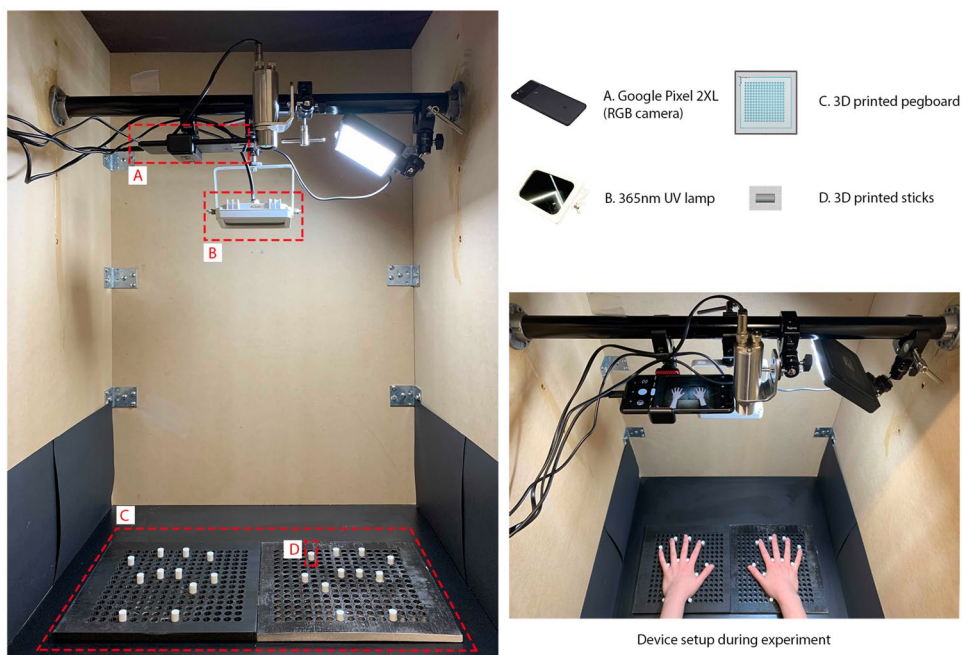 A
B
C
D
A. Google Pixel 2XL
(RGB camera)
C. 3D printed pegboard
B. 365nm UV lamp
D. 3D printed sticks
Device setup during experiment